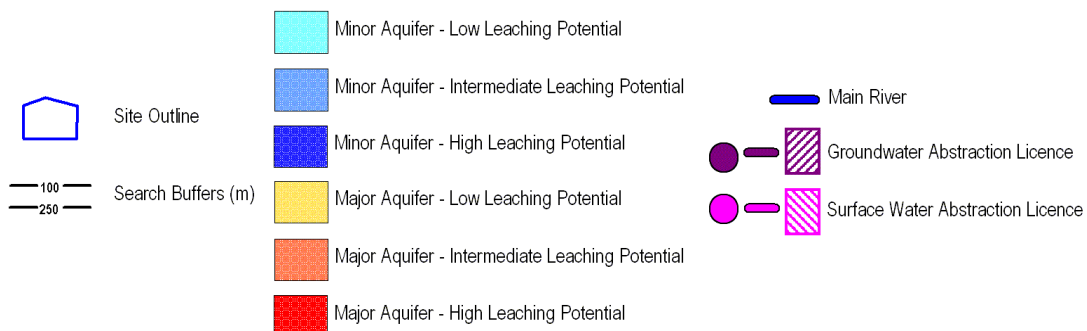 Site Outline
100
250
Search Buffers (m)
Minor Aquifer - Low Leaching Potential
Minor Aquifer - Intermediate Leaching Potential
Minor Aquifer - High Leaching Potential
Major Aquifer - Low Leaching Potential
Major Aquifer - Intermediate Leaching Potential
Major Aquifer - High Leaching Potential
Main River
Groundwater Abstraction Licence
Surface Water Abstraction Licence